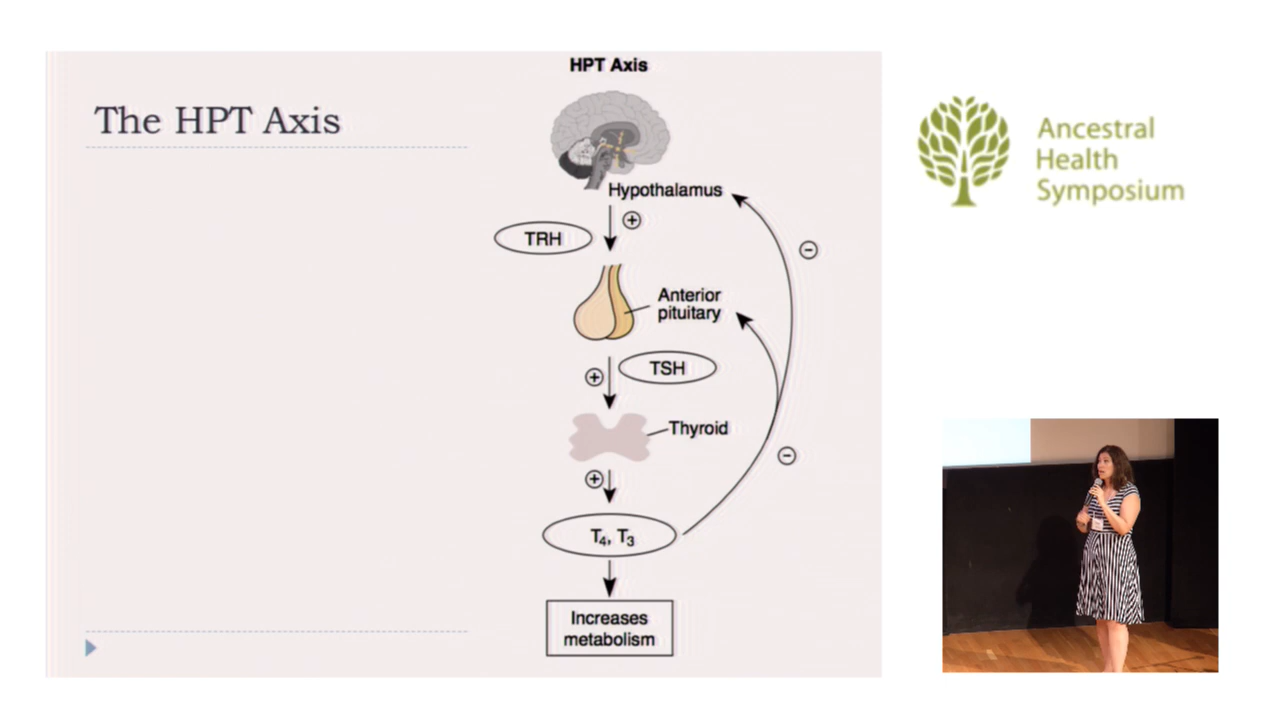 The HPT Axis
HPT Axis
Hypothalamus
+
TRH
−
Anterior
pituitary
+
TSH
Thyroid
−
+
T₄, T₃
Increases
metabolism
Ancestral
Health
Symposium